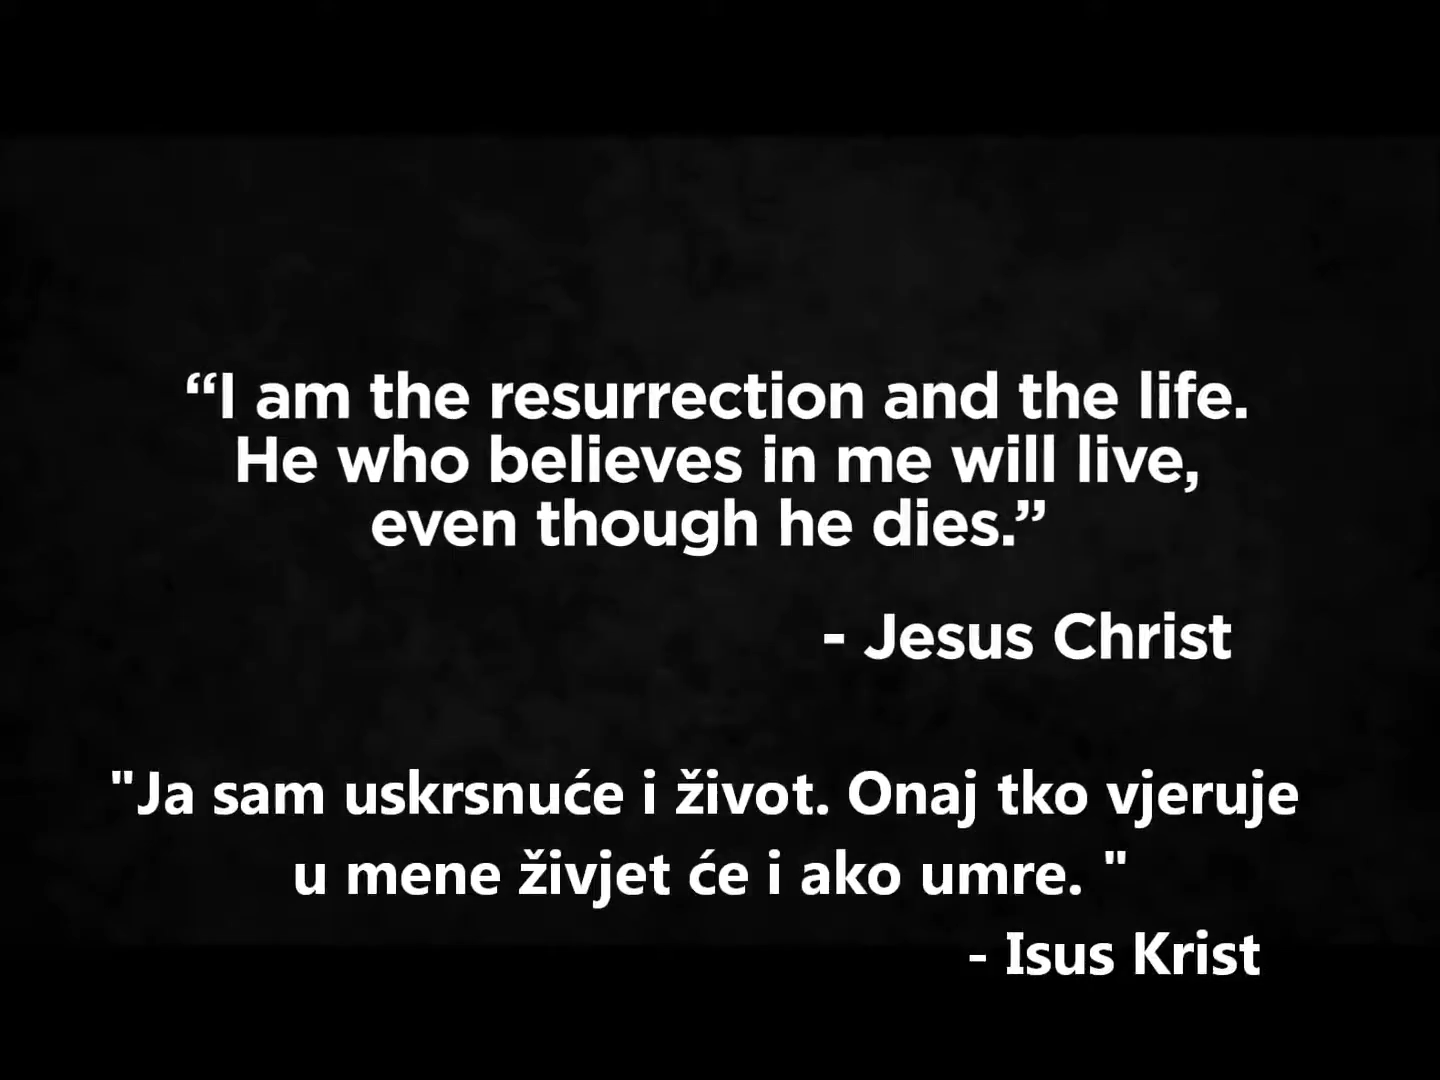 “I am the resurrection and the life.
He who believes in me will live,
even though he dies.”
- Jesus Christ
"Ja sam uskrsnuće i život. Onaj tko vjeruje
u mene živjet će i ako umre. "
- Isus Krist